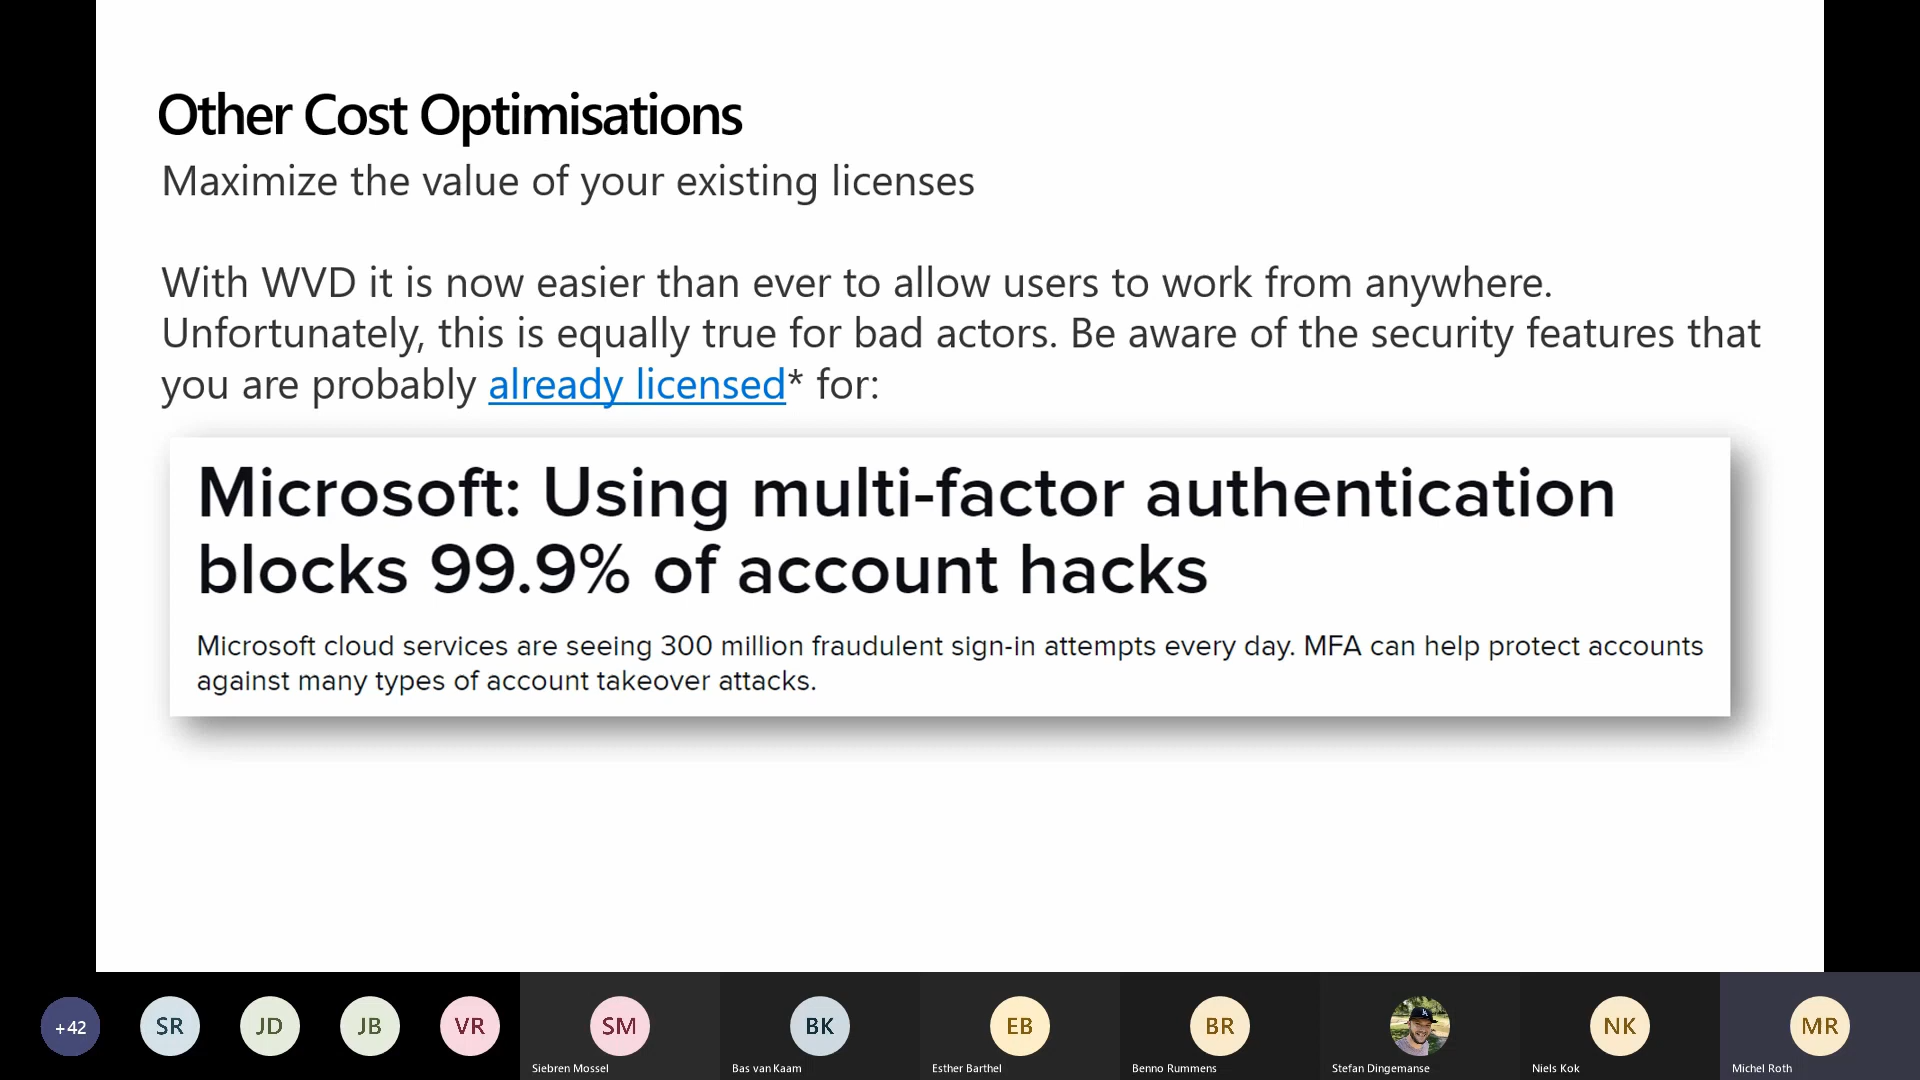 Other Cost Optimisations
Maximize the value of your existing licenses
With WVD it is now easier than ever to allow users to work from anywhere.
Unfortunately, this is equally true for bad actors. Be aware of the security features that
you are probably already licensed* for:
Microsoft: Using multi-factor authentication
blocks 99.9% of account hacks
Microsoft cloud services are seeing 300 million fraudulent sign-in attempts every day. MFA can help protect accounts
against many types of account takeover attacks.
+42 SR JD JB VR SM BK EB BR NK MR
Siebren Mossel Bas van Kaam Esther Barthel Benno Rummens Stefan Dingemanse Niels Kok Michel Roth